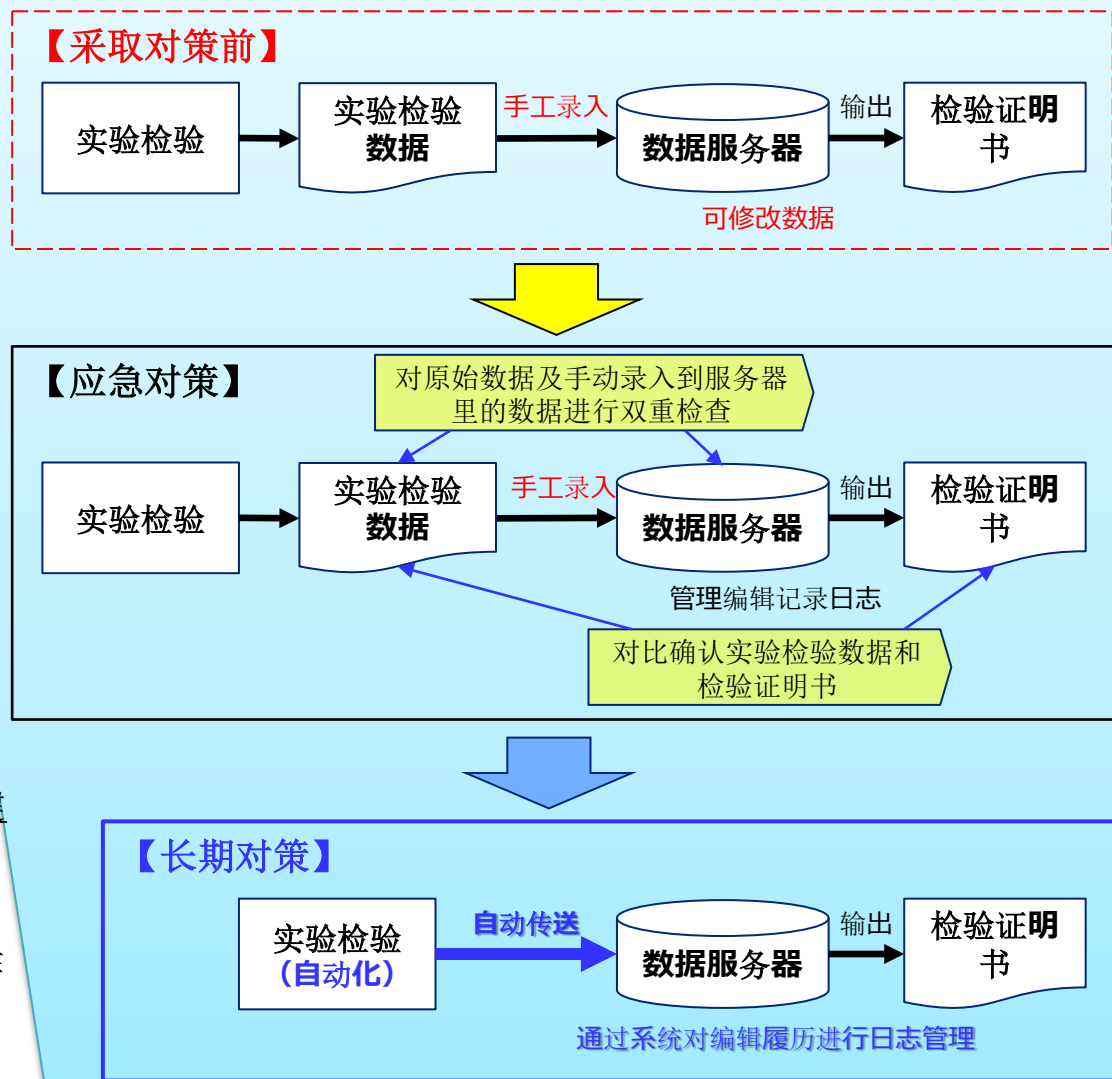 【采取对策前】
实验检验
实验检验
数据
手工录入
数据服务器
输出
检验证明
书
可修改数据
【应急对策】
对原始数据及手动录入到服务器
里的数据进行双重检查
实验检验
实验检验
数据
手工录入
数据服务器
输出
检验证明
书
管理编辑记录日志
对比确认实验检验数据和
检验证明书
【长期对策】
实验检验
（自动化）
自动传送
数据服务器
输出
检验证明
书
通过系统对编辑履历进行日志管理